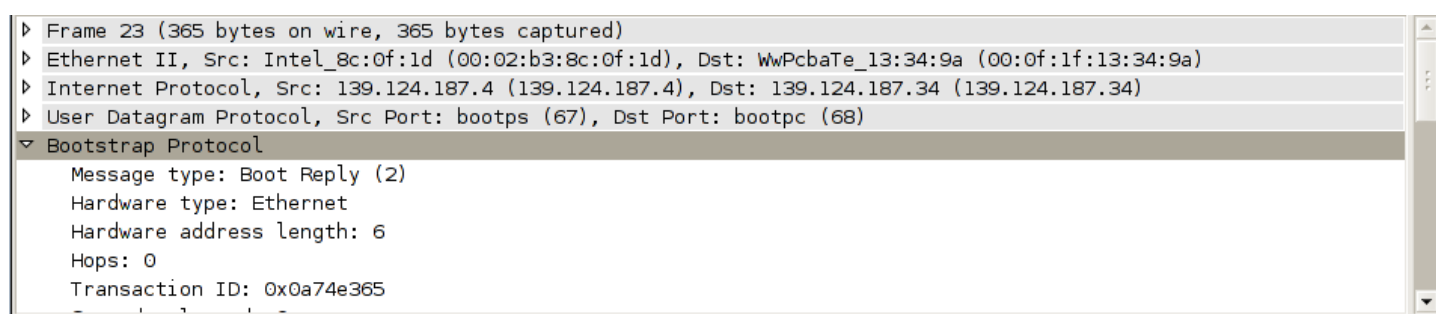 Frame 23 (365 bytes on wire, 365 bytes captured)
Ethernet II, Src: Intel_8c:0f:1d (00:02:b3:8c:0f:1d), Dst: WwPcbaTe_13:34:9a (00:0f:1f:13:34:9a)
Internet Protocol, Src: 139.124.187.4 (139.124.187.4), Dst: 139.124.187.34 (139.124.187.34)
User Datagram Protocol, Src Port: bootps (67), Dst Port: bootpc (68)
Bootstrap Protocol
Message type: Boot Reply (2)
Hardware type: Ethernet
Hardware address length: 6
Hops: 0
Transaction ID: 0x0a74e365